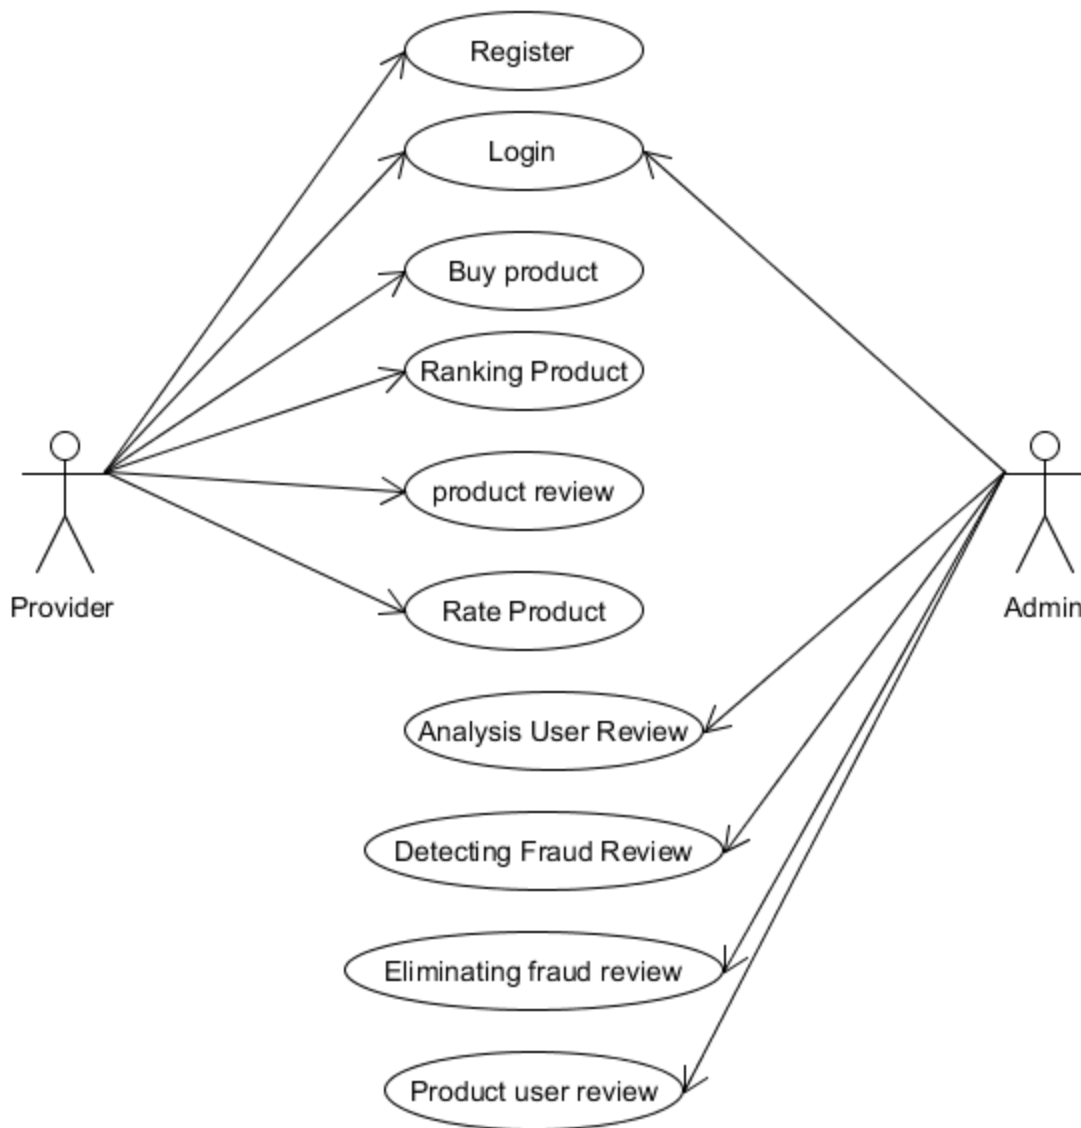 Register
Login
Buy product
Ranking Product
product review
Provider
Rate Product
Admin
Analysis User Review
Detecting Fraud Review
Eliminating fraud review
Product user review